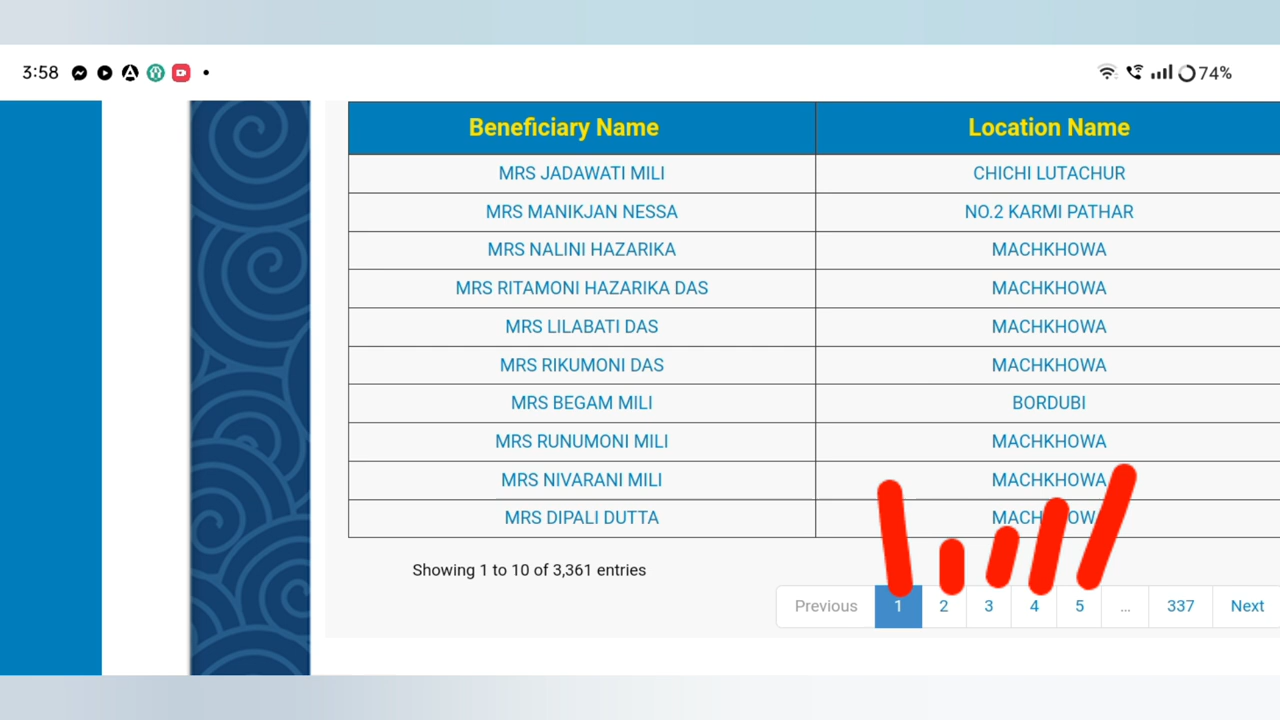 3:58 74%
Beneficiary Name Location Name
MRS JADAWATI MILI CHICHI LUTACHUR
MRS MANIKJAN NESSA NO.2 KARMI PATHAR
MRS NALINI HAZARIKA MACHKHOWA
MRS RITAMONI HAZARIKA DAS MACHKHOWA
MRS LILABATI DAS MACHKHOWA
MRS RIKUMONI DAS MACHKHOWA
MRS BEGAM MILI BORDUBI
MRS RUNUMONI MILI MACHKHOWA
MRS NIVARANI MILI MACHKHOWA
MRS DIPALI DUTTA
Showing 1 to 10 of 3,361 entries
Previous 1 2 3 4 5 ... 337 Next